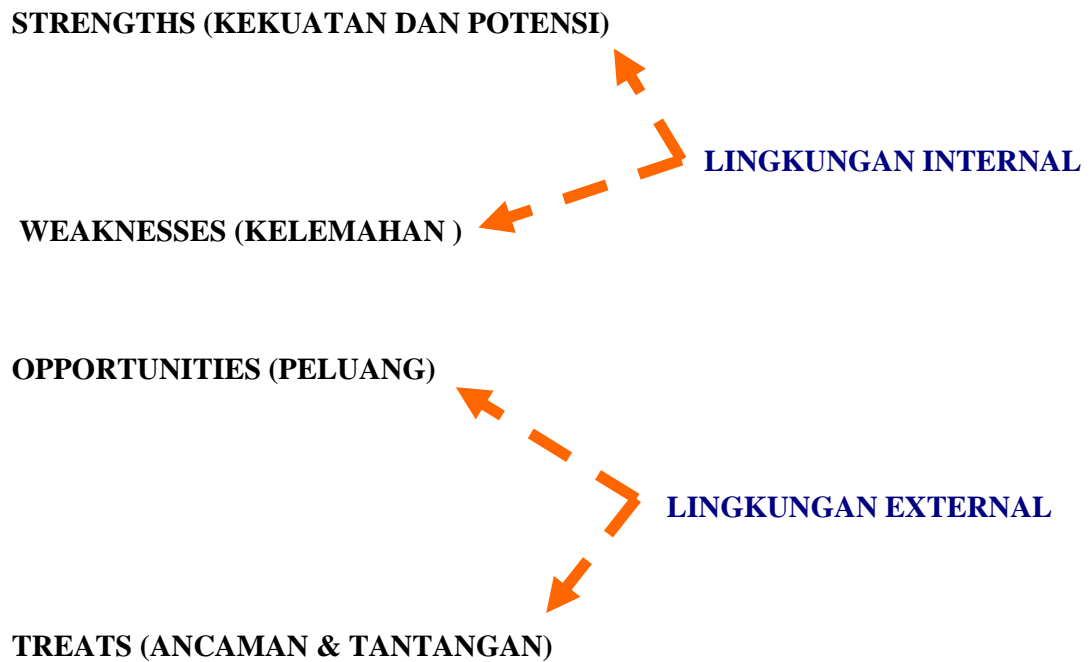 STRENGTHS (KEKUATAN DAN POTENSI)
LINGKUNGAN INTERNAL
WEAKNESSES (KELEMAHAN )
OPPORTUNITIES (PELUANG)
LINGKUNGAN EXTERNAL
TREATS (ANCAMAN & TANTANGAN)